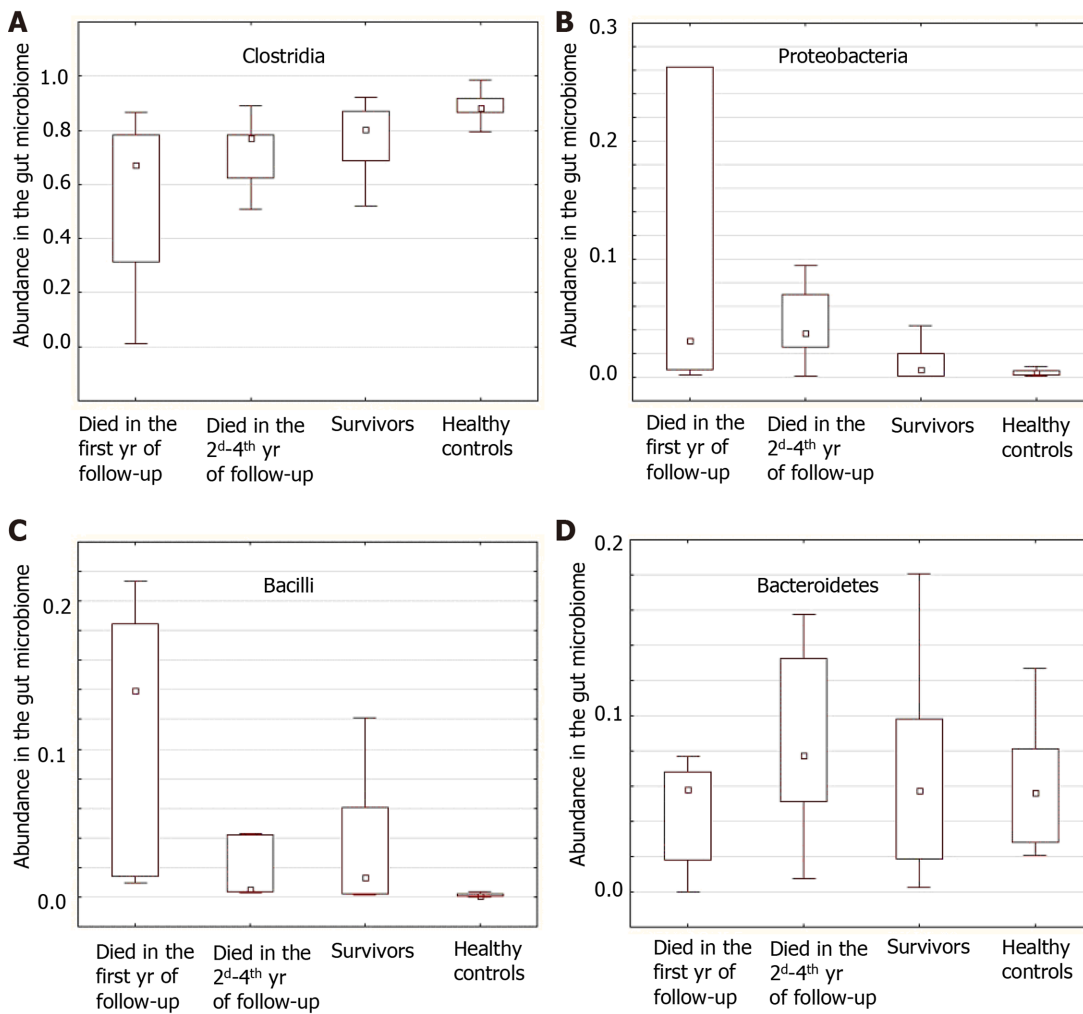 A
Clostridia
Abundance in the gut microbiome
1.0
0.8
0.6
0.4
0.2
0.0
Died in the
first yr of
follow-up
Died in the
2ᵈ-4ᵗʰ yr
of follow-up
Survivors
Healthy
controls
B
Proteobacteria
Abundance in the gut microbiome
0.3
0.2
0.1
0.0
Died in the
first yr of
follow-up
Died in the
2ᵈ-4ᵗʰ yr
of follow-up
Survivors
Healthy
controls
C
Bacilli
Abundance in the gut microbiome
0.2
0.1
0.0
Died in the
first yr of
follow-up
Died in the
2ᵈ-4ᵗʰ yr
of follow-up
Survivors
Healthy
controls
D
Bacteroidetes
Abundance in the gut microbiome
0.2
0.1
0.0
Died in the
first yr of
follow-up
Died in the
2ᵈ-4ᵗʰ yr
of follow-up
Survivors
Healthy
controls